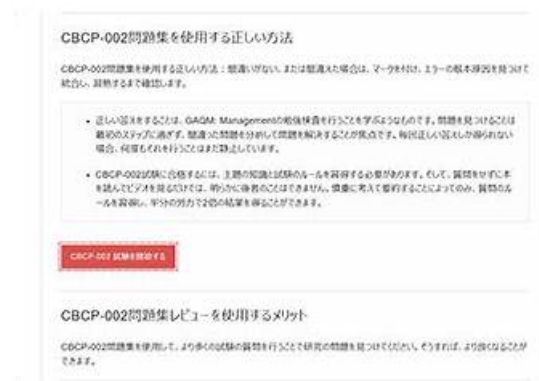 CBCP-002問題集を使用する正しい方法
CBCP-002問題集を使用する正しい方法：間違いがない、または間違えた場合は、マークを付け、エラーの根本原因を見つけて
統合し、習熟するまで確認します。
正しい答えをすることは、GAQM: Managementの勉強検査を行うことを学ぶようなものです。問題を見つけることは
最初のステップに過ぎず、間違った問題を分析して問題を解決することが焦点です。毎回正しい答えしか得られない
場合、何度もそれを行うことはまだ静止しています。
CBCP-002試験に合格するには、主題の知識と試験のルールを習得する必要があります。そして、質問をせずに本
を読んでビデオを見るだけでは、明らかに後者のことはできません。慎重に考えて要約することによってのみ、質問のル
ールを習得し、半分の労力で2倍の結果を得ることができます。
CBCP-002 試験を開始する
CBCP-002問題集レビューを使用するメリット
CBCP-002問題集を使用して、より多くの試験の質問を行うことで研究の問題を見つけてください。そうすれば、より良くなることが
できます。